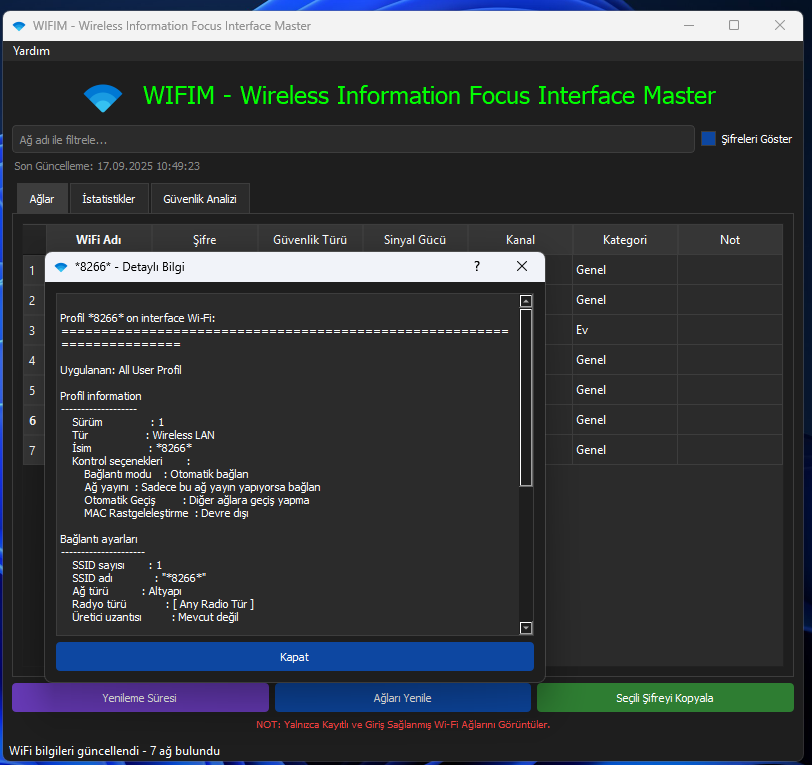 WIFIM - Wireless Information Focus Interface Master
Yardım
WIFIM - Wireless Information Focus Interface Master
Ağ adı ile filtrele...
Şifreleri Göster
Son Güncelleme: 17.09.2025 10:49:23
Ağlar
İstatistikler
Güvenlik Analizi
WiFi Adı
Şifre
Güvenlik Türü
Sinyal Gücü
Kanal
Kategori
Not
1
Genel
2
Genel
3
Ev
4
Genel
5
Genel
6
Genel
7
Genel
*8266* - Detaylı Bilgi
?
Profil *8266* on interface Wi-Fi:
=======================================================
===============
Uygulanan: All User Profil
Profil information
-------------------
Sürüm : 1
Tür : Wireless LAN
İsim : *8266*
Kontrol seçenekleri :
Bağlantı modu : Otomatik bağlan
Ağ yayını : Sadece bu ağ yayın yapıyorsa bağlan
Otomatik Geçiş : Diğer ağlara geçiş yapma
MAC Rastgeleleştirme : Devre dışı
Bağlantı ayarları
---------------------
SSID sayısı : 1
SSID adı : "*8266*"
Ağ türü : Altyapı
Radyo türü : [ Any Radio Tür ]
Üretici uzantısı : Mevcut değil
Kapat
Yenileme Süresi
Ağları Yenile
Seçili Şifreyi Kopyala
NOT: Yalnızca Kayıtlı ve Giriş Sağlanmış Wi-Fi Ağlarını Görüntüler.
WiFi bilgileri güncellendi - 7 ağ bulundu